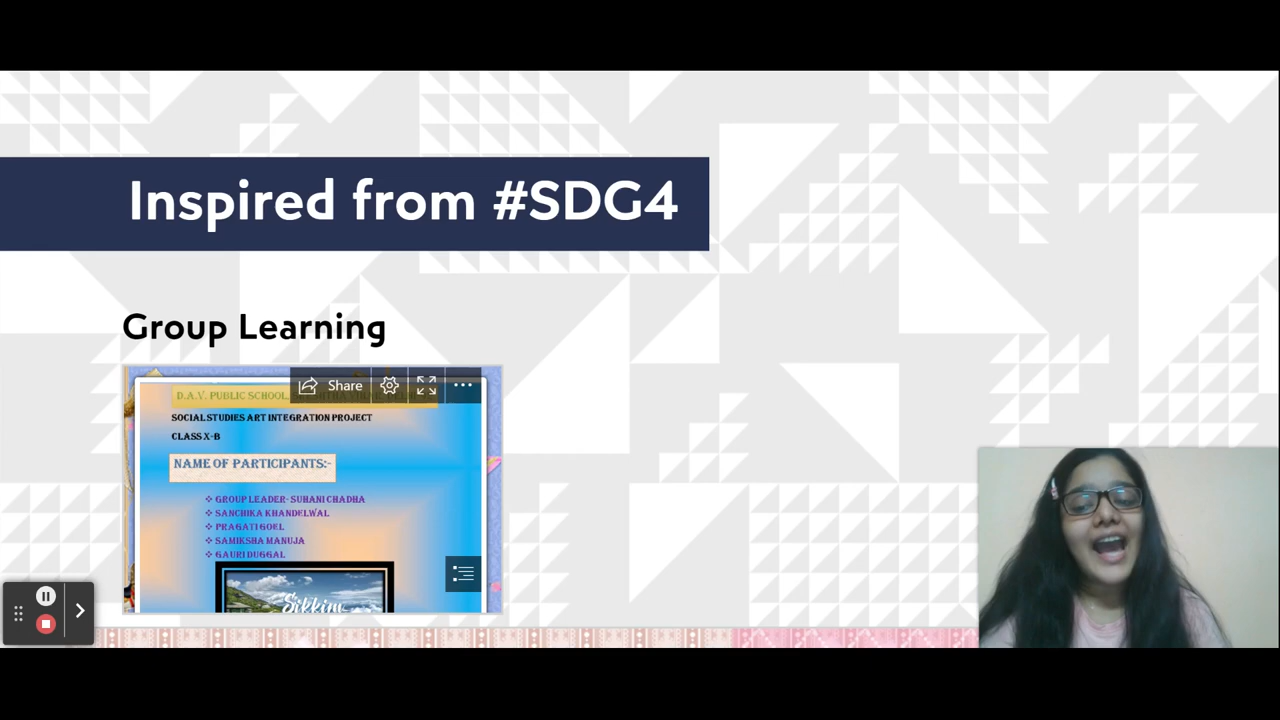 Inspired from #SDG4
Group Learning
Share
D.A.V. PUBLIC SCHOOL,
SOCIAL STUDIES ART INTEGRATION PROJECT
CLASS X-B
NAME OF PARTICIPANTS:-
❖ GROUP LEADER- SUHANI CHADHA
❖ SANCHIKA KHANDELWAL
❖ PRAGATI GOEL
❖ SAMIKSHA MANUJA
❖ GAURI DUGGAL
Sikkim